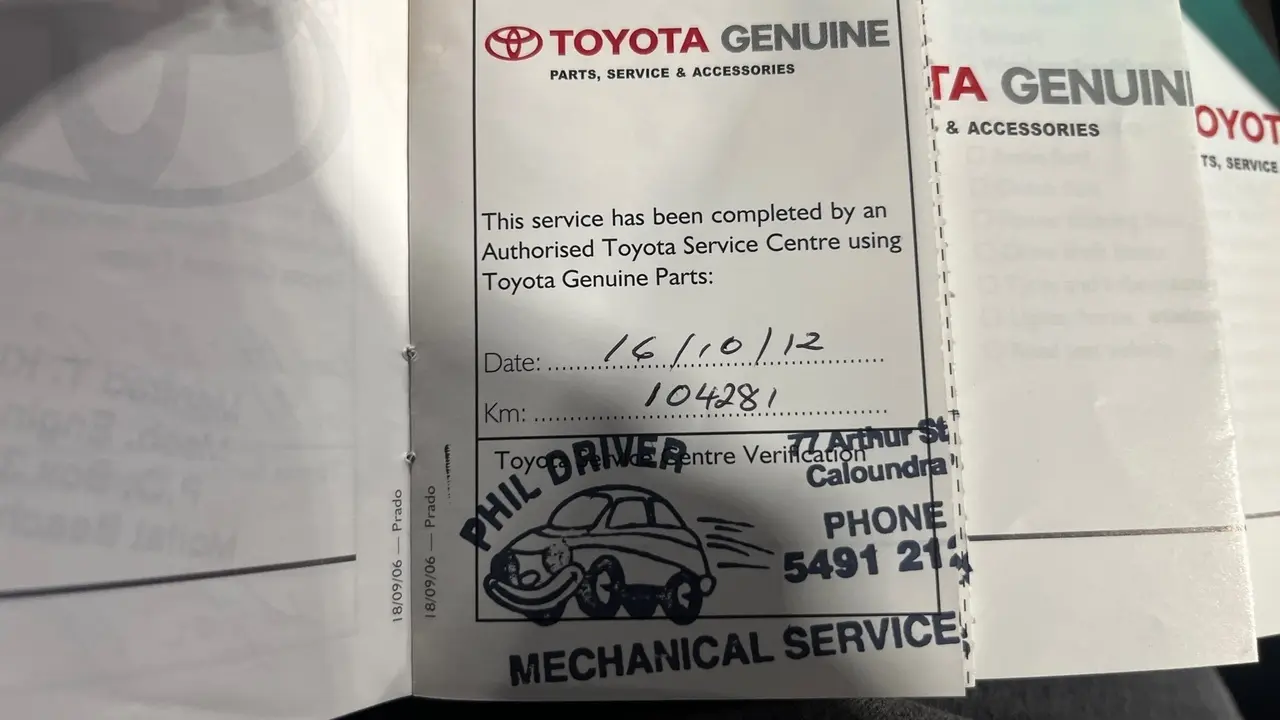 TOYOTA GENUINE
PARTS, SERVICE & ACCESSORIES
This service has been completed by an
Authorised Toyota Service Centre using
Toyota Genuine Parts:
Date: 16/10/12
Km: 104281
Toyota Service Centre Verification
PHIL DRIVER
77 Arthur St
Caloundra
PHONE
5491
MECHANICAL SERVICE
18/09/06 — Prado
18/09/06 — Prado
TA GENUIN
& ACCESSORIES
OYOT
TS, SERVICE